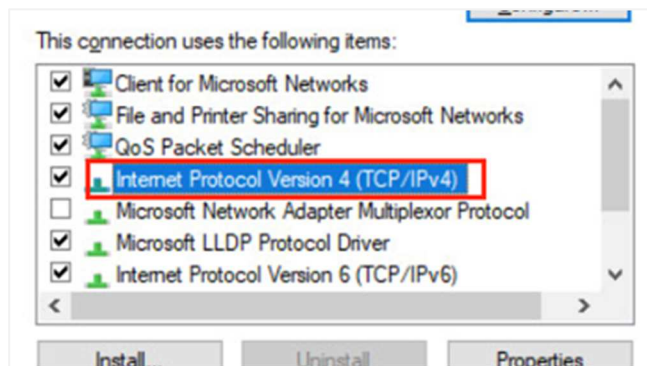 This connection uses the following items:
Client for Microsoft Networks
File and Printer Sharing for Microsoft Networks
QoS Packet Scheduler
Internet Protocol Version 4 (TCP/IPv4)
Microsoft Network Adapter Multiplexor Protocol
Microsoft LLDP Protocol Driver
Internet Protocol Version 6 (TCP/IPv6)
Install... Uninstall Properties